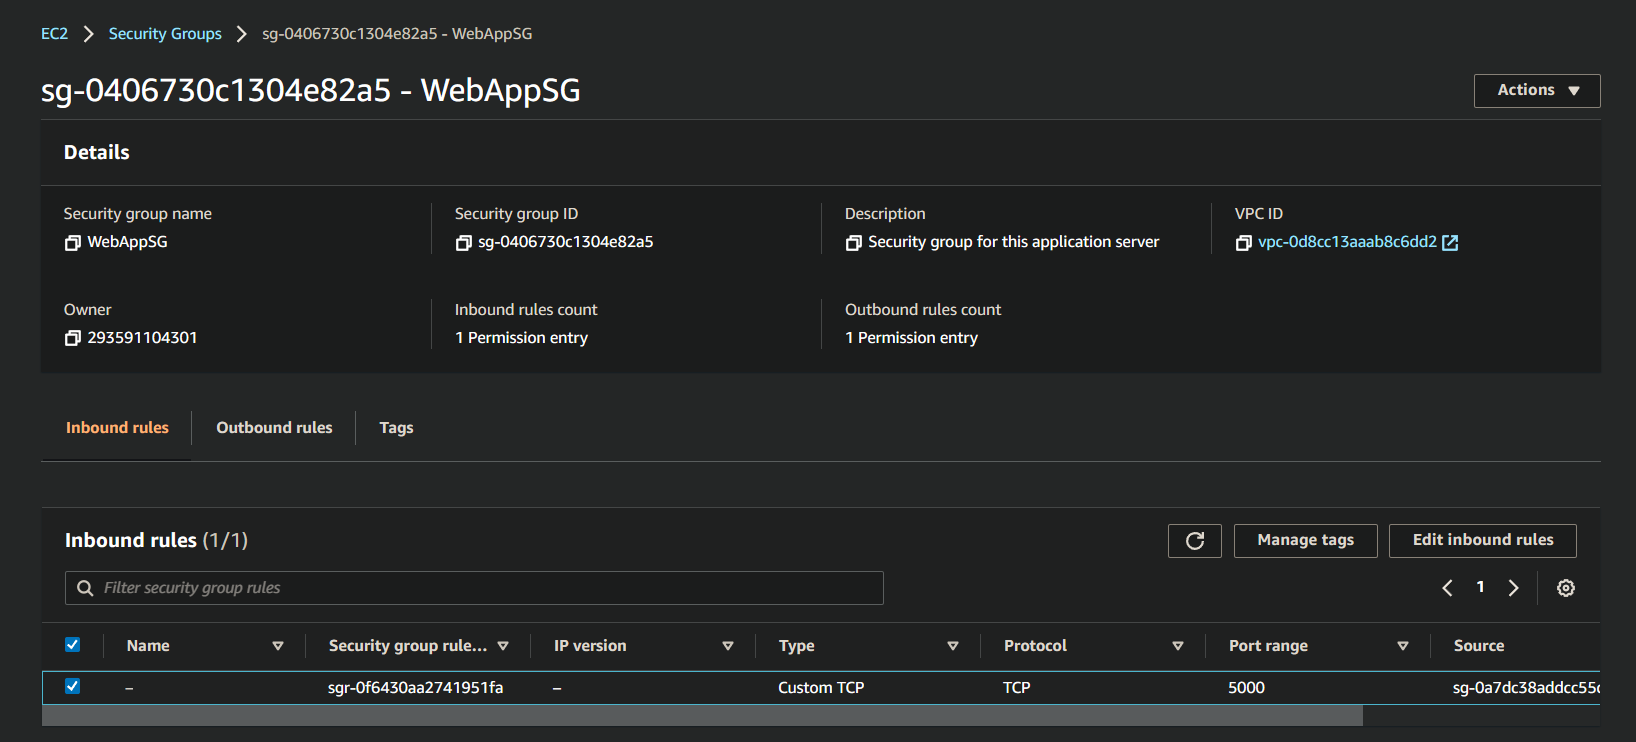 EC2 > Security Groups > sg-0406730c1304e82a5 - WebAppSG
sg-0406730c1304e82a5 - WebAppSG
Actions
Details
Security group name
WebAppSG
Security group ID
sg-0406730c1304e82a5
Description
Security group for this application server
VPC ID
vpc-0d8cc13aaab8c6dd2
Owner
293591104301
Inbound rules count
1 Permission entry
Outbound rules count
1 Permission entry
Inbound rules Outbound rules Tags
Inbound rules (1/1)
Manage tags
Edit inbound rules
Filter security group rules
1
Name Security group rule... IP version Type Protocol Port range Source
– sgr-0f6430aa2741951fa – Custom TCP TCP 5000